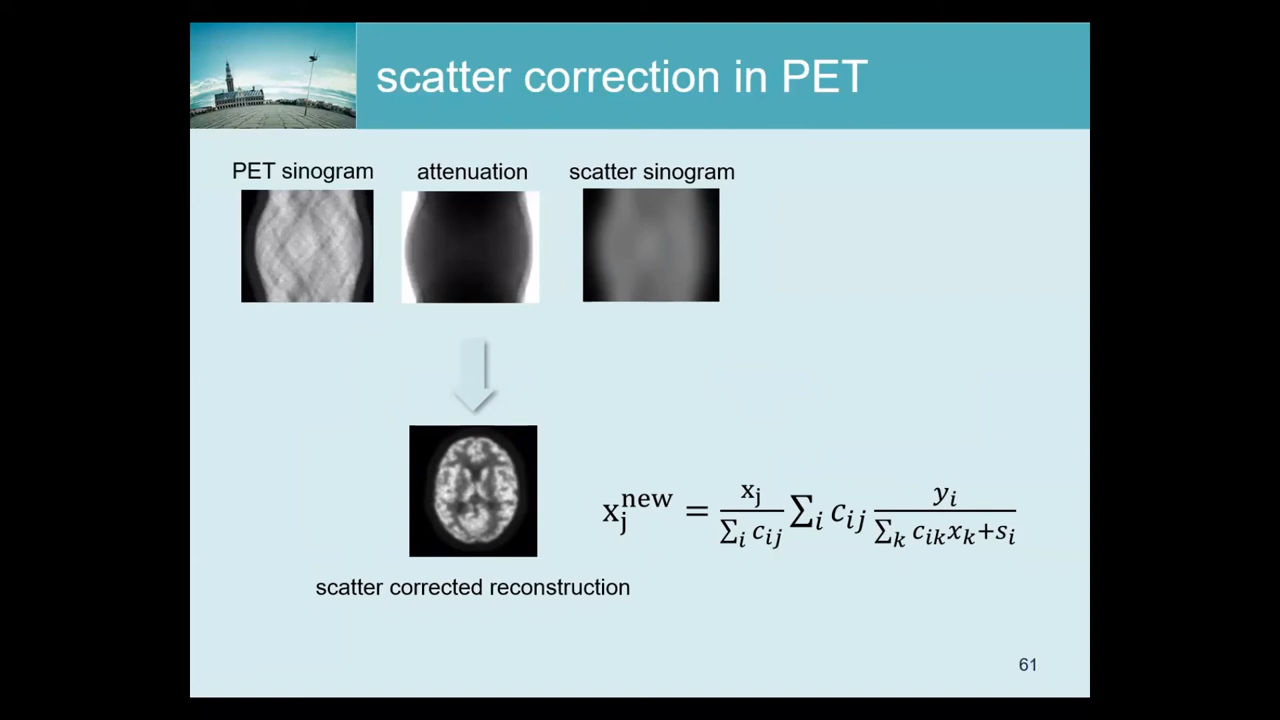 scatter correction in PET
PET sinogram
attenuation
scatter sinogram
x_j^new = x_j / ∑_i c_ij ∑_i c_ij y_i / (∑_k c_ik x_k + s_i)
scatter corrected reconstruction
61